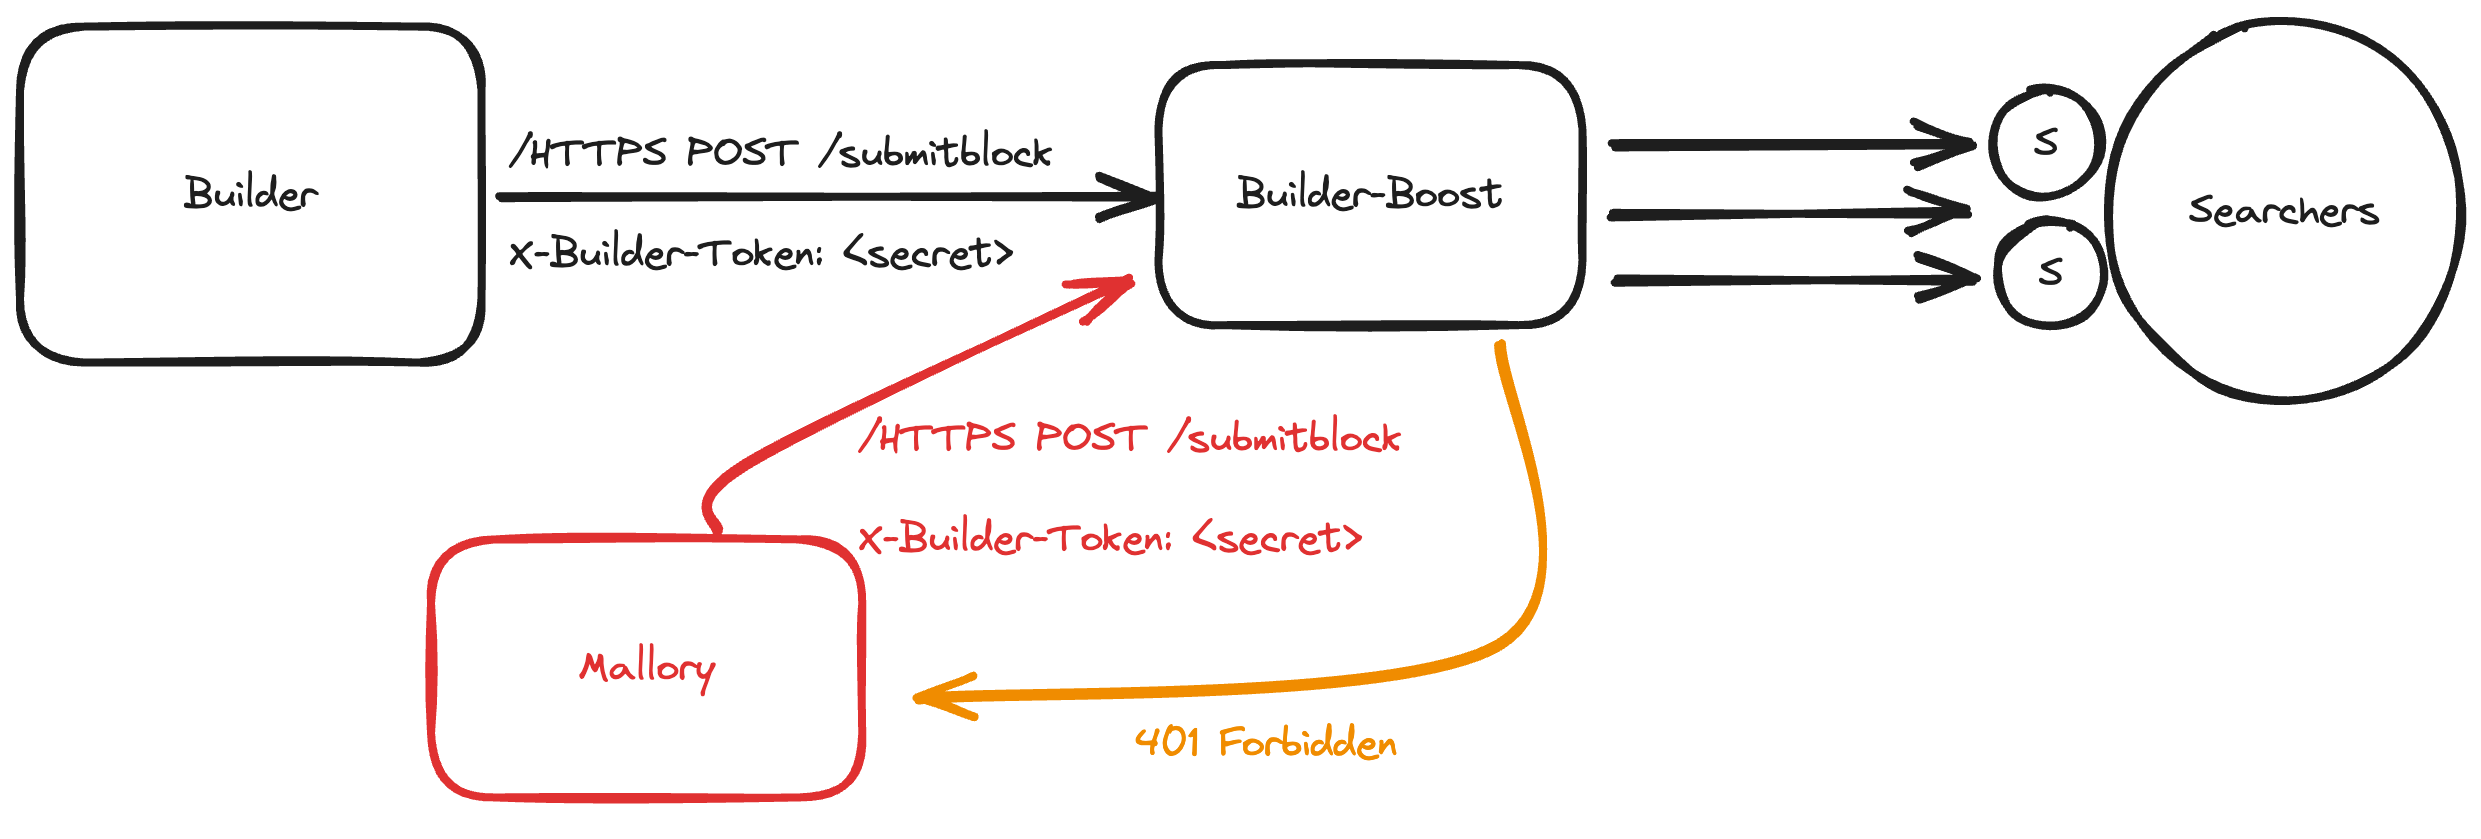 /HTTPS POST /submitblock
Builder
X-Builder-Token: <secret>
Builder-Boost
S
S
Searchers
/HTTPS POST /submitblock
X-Builder-Token: <secret>
Mallory
401 Forbidden